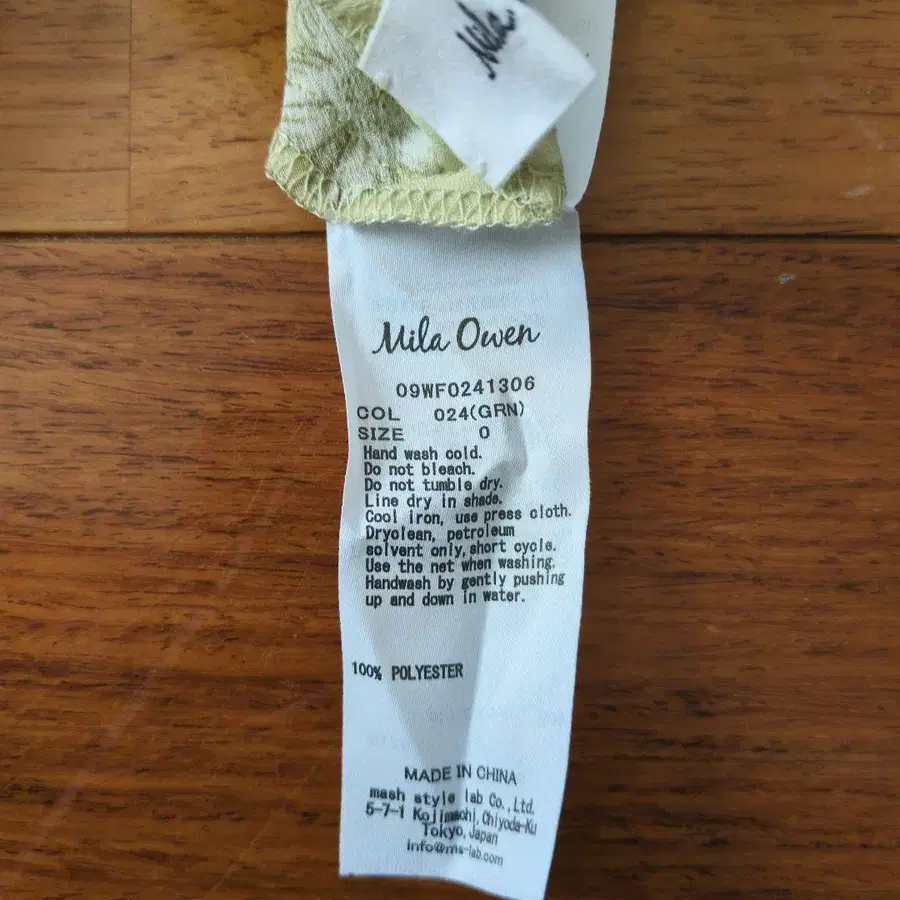 Mila
Mila Owen
09WF0241306
COL 024(GRN)
SIZE 0
Hand wash cold.
Do not bleach.
Do not tumble dry.
Line dry in shade.
Cool iron, use press cloth.
Dryclean, petroleum
solvent only, short cycle.
Use the net when washing.
Handwash by gently pushing
up and down in water.
100% POLYESTER
MADE IN CHINA
mash style lab Co., Ltd.
5-7-1 Kojimachi, Chiyoda-Ku
Tokyo, Japan
info@ms-lab.com